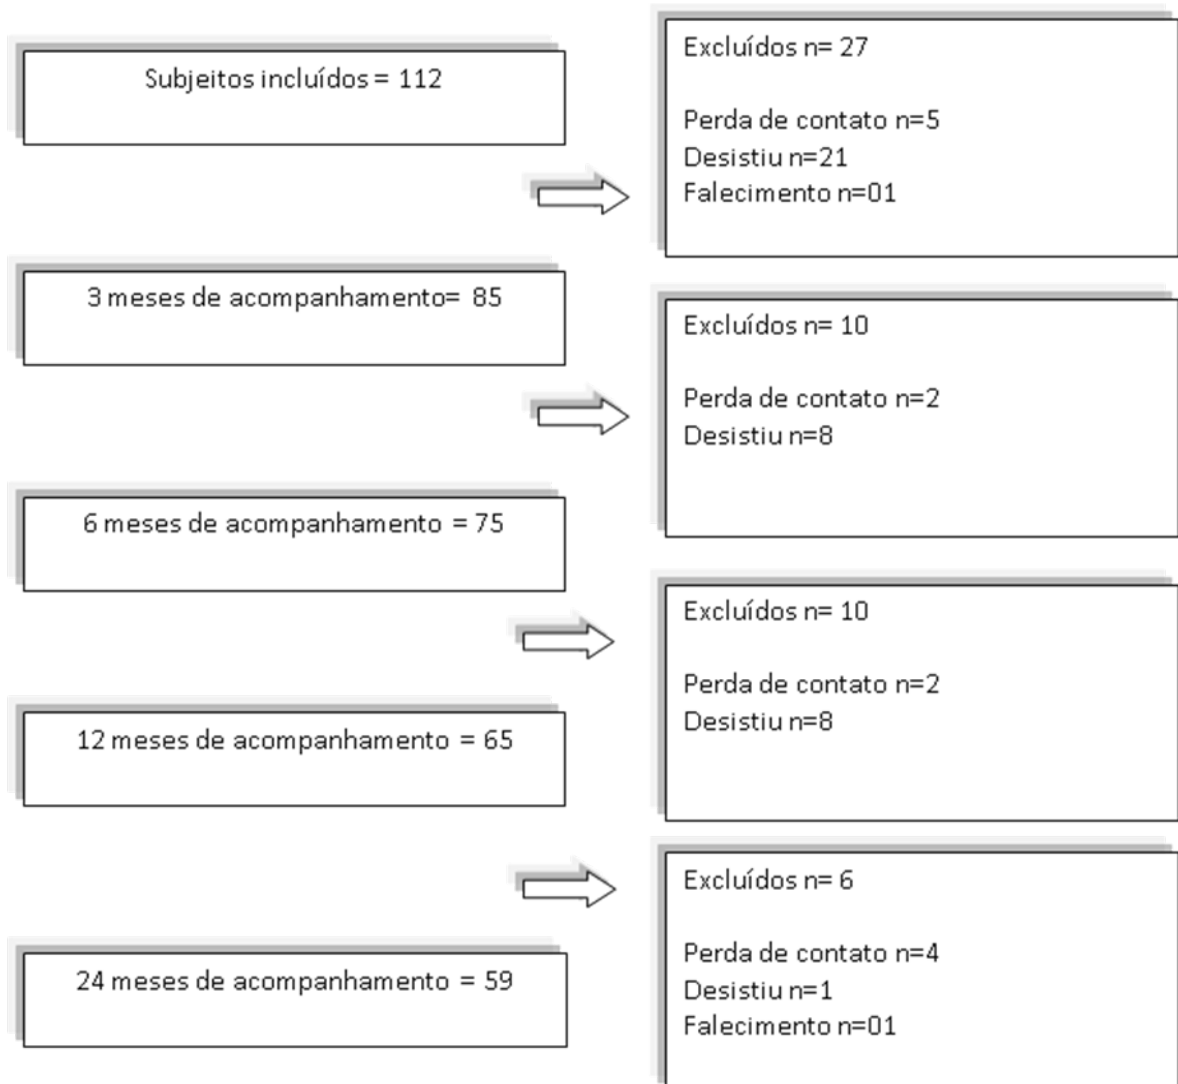 Subjeitos incluídos = 112
Excluídos n= 27
Perda de contato n=5
Desistiu n=21
Falecimento n=01
3 meses de acompanhamento=  85
Excluídos n= 10
Perda de contato n=2
Desistiu n=8
6 meses de acompanhamento  = 75
Excluídos n= 10
Perda de contato n=2
Desistiu n=8
12 meses de acompanhamento  = 65
Excluídos n= 6
Perda de contato n=4
Desistiu n=1
Falecimento n=01
24 meses de acompanhamento  = 59